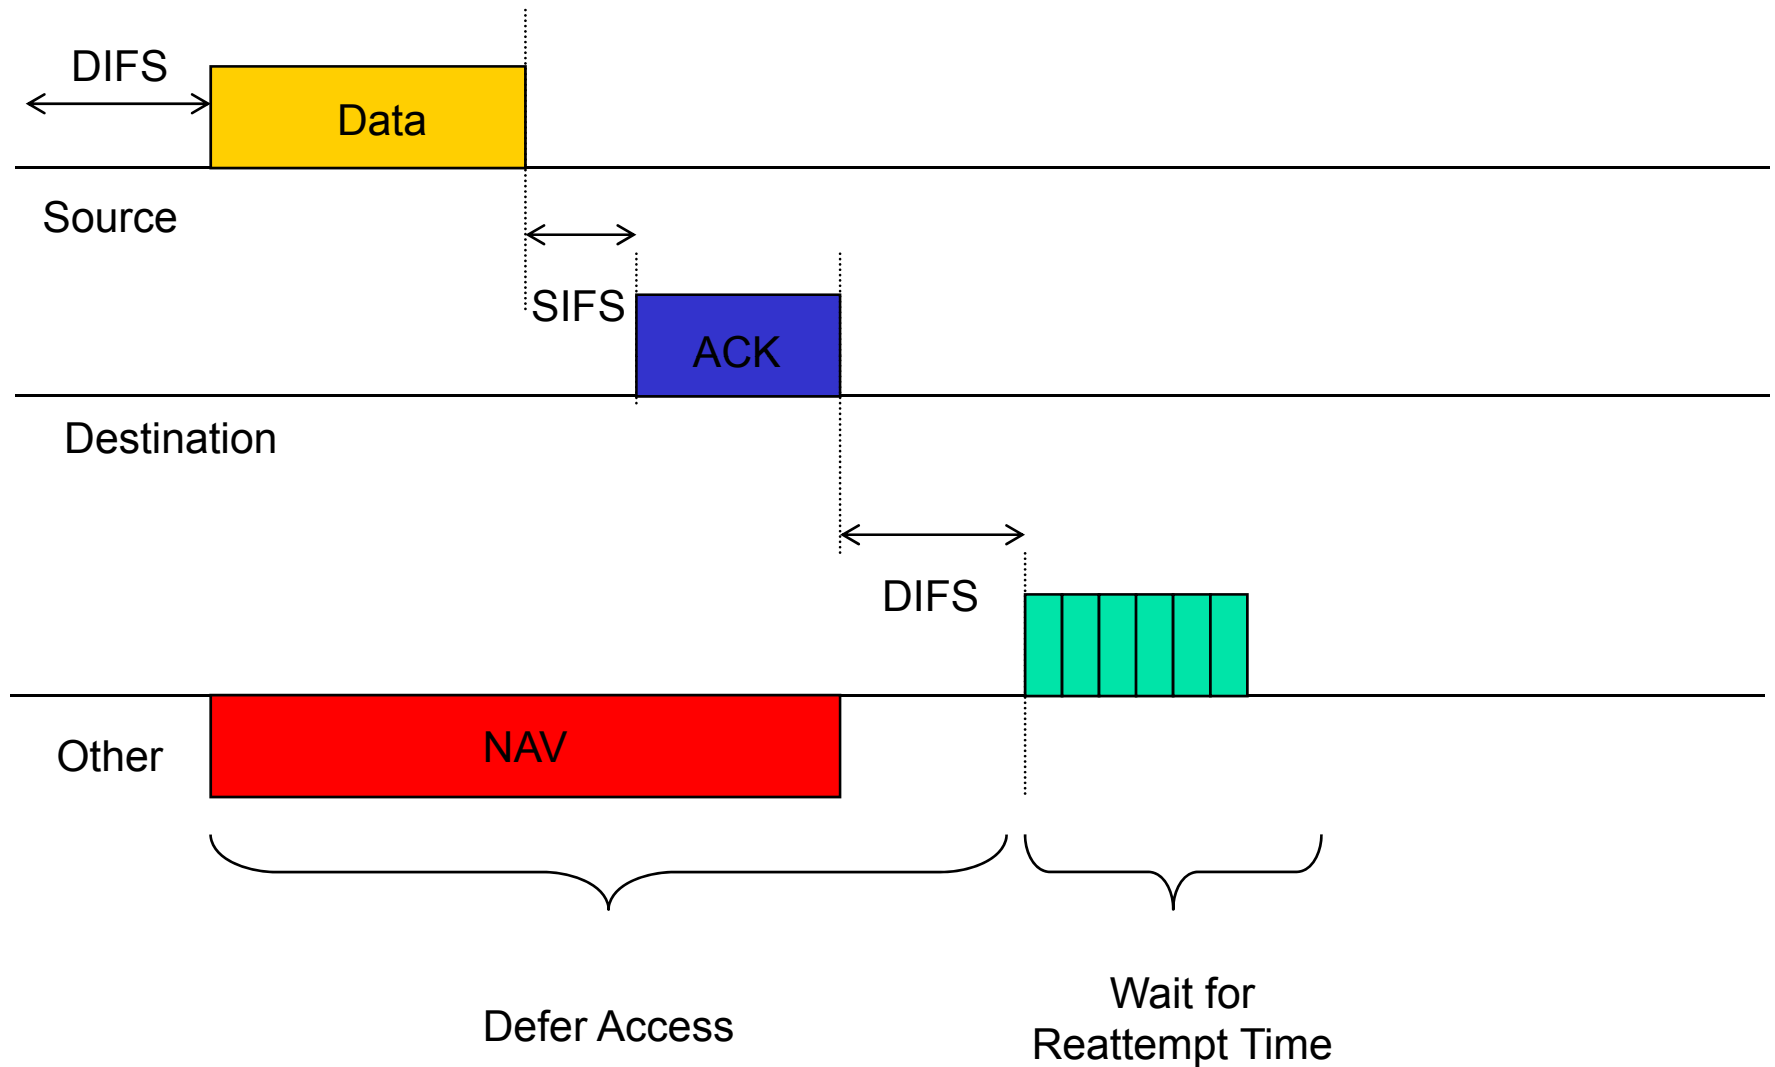 DIFS
Data
Source
SIFS
ACK
Destination
DIFS
NAV
Other
Defer Access
Wait for
Reattempt Time